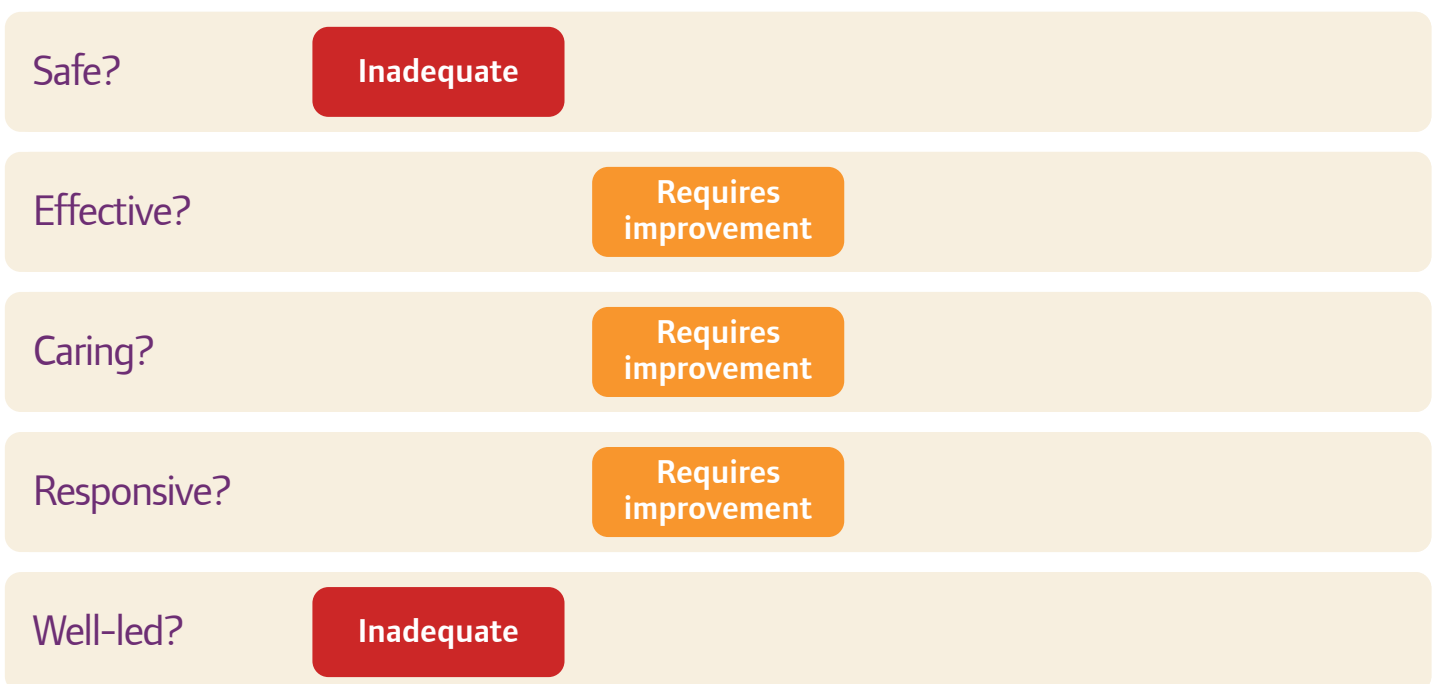 Safe?
Inadequate
Effective?
Requires
improvement
Caring?
Requires
improvement
Responsive?
Requires
improvement
Well-led?
Inadequate